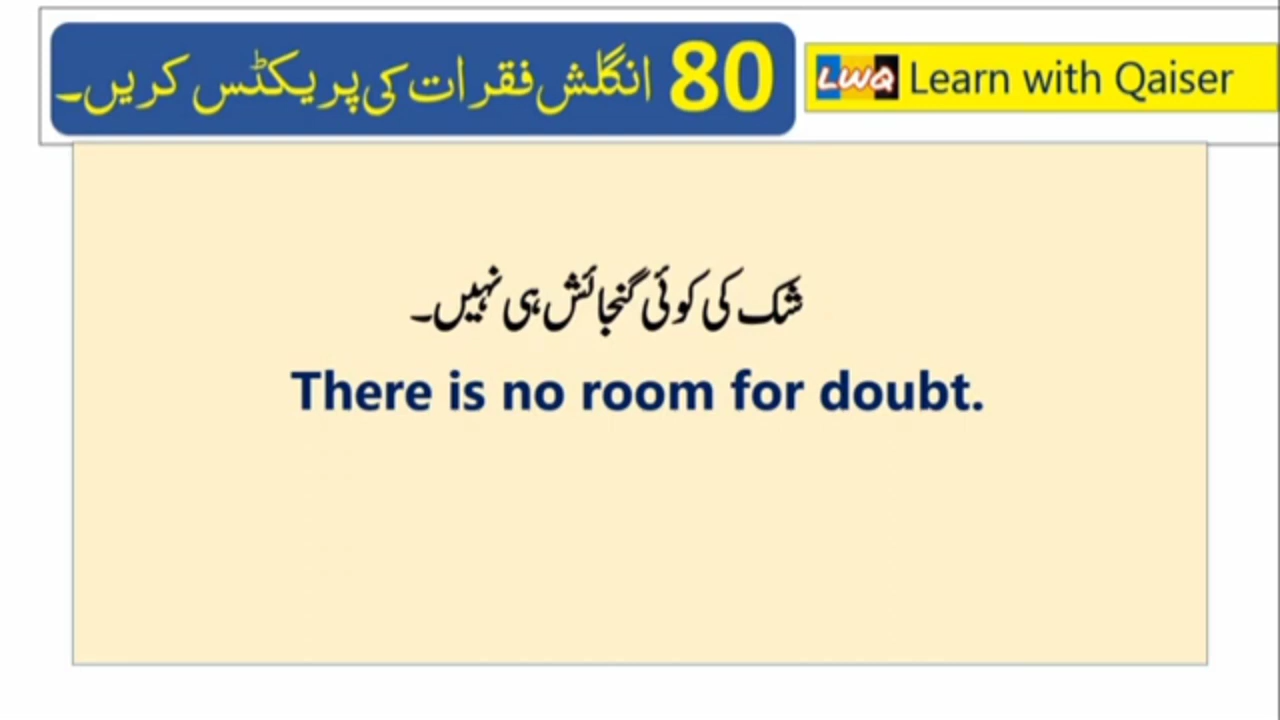 80 انگلش فقرات کی پریکٹس کریں۔
LWQ Learn with Qaiser
شک کی کوئی گنجائش ہی نہیں۔
There is no room for doubt.